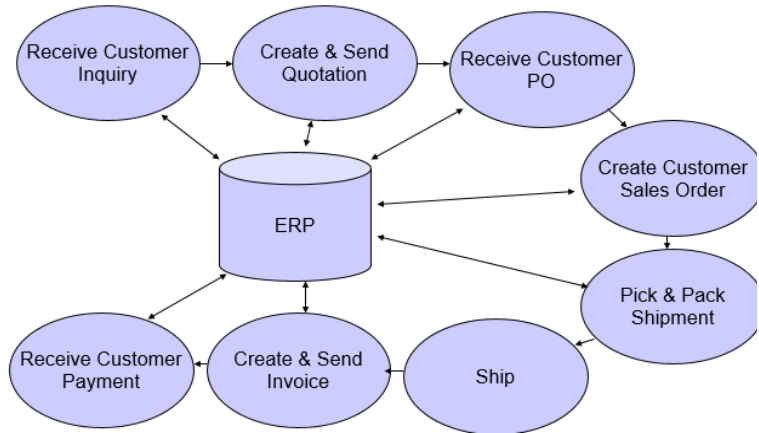 Receive Customer
Inquiry
Create & Send
Quotation
Receive Customer
PO
Create Customer
Sales Order
ERP
Pick & Pack
Shipment
Receive Customer
Payment
Create & Send
Invoice
Ship